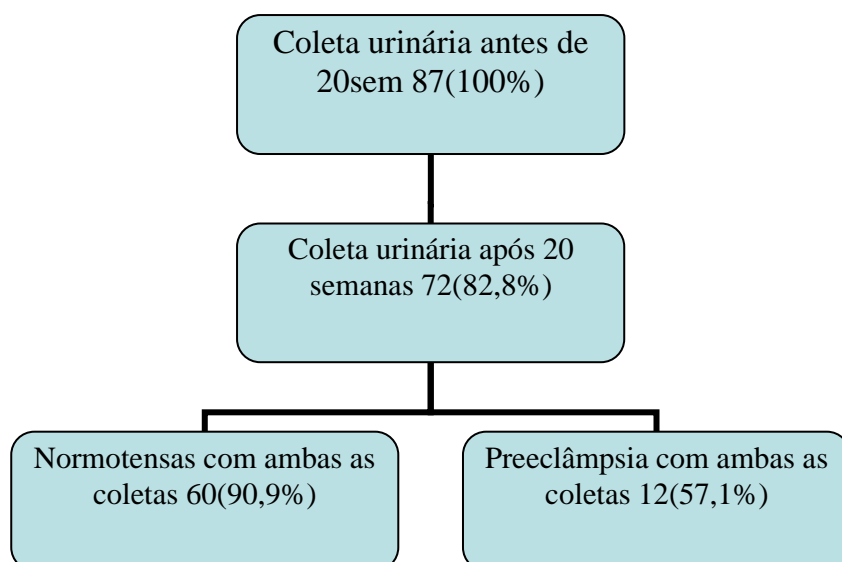 Coleta urinária antes de
20sem 87(100%)
Coleta urinária após 20
semanas 72(82,8%)
Normotensas com ambas as
coletas 60(90,9%)
Preeclâmpsia com ambas as
coletas 12(57,1%)